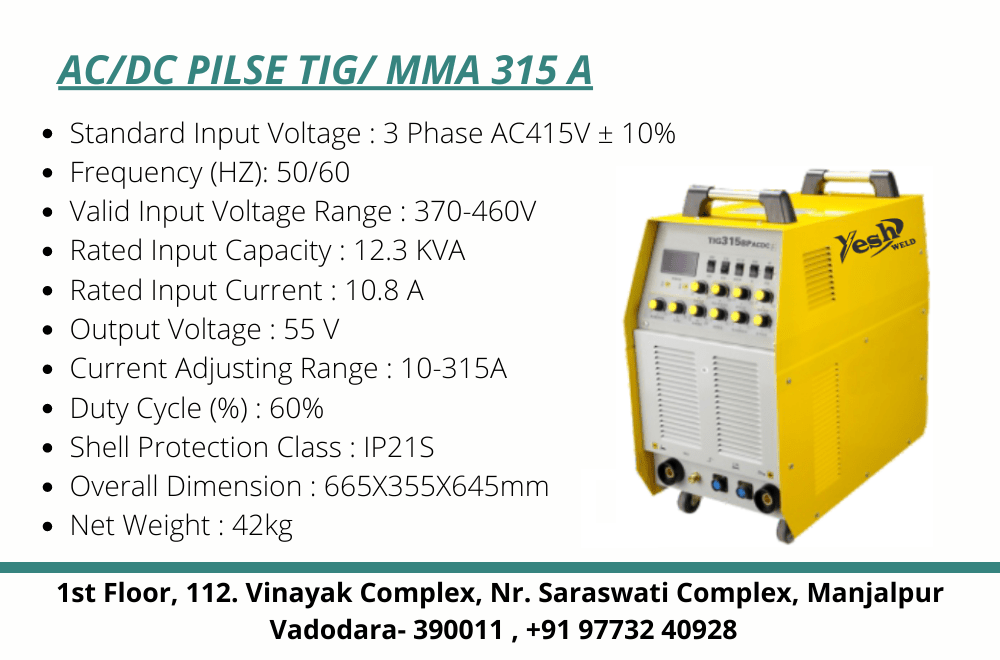 AC/DC PILSE TIG/ MMA 315 A
Standard Input Voltage : 3 Phase AC415V ± 10%
Frequency (HZ): 50/60
Valid Input Voltage Range : 370-460V
Rated Input Capacity : 12.3 KVA
Rated Input Current : 10.8 A
Output Voltage : 55 V
Current Adjusting Range : 10-315A
Duty Cycle (%) : 60%
Shell Protection Class : IP21S
Overall Dimension : 665X355X645mm
Net Weight : 42kg
Yesh
WELD
1st Floor, 112. Vinayak Complex, Nr. Saraswati Complex, Manjalpur
Vadodara- 390011 , +91 97732 40928